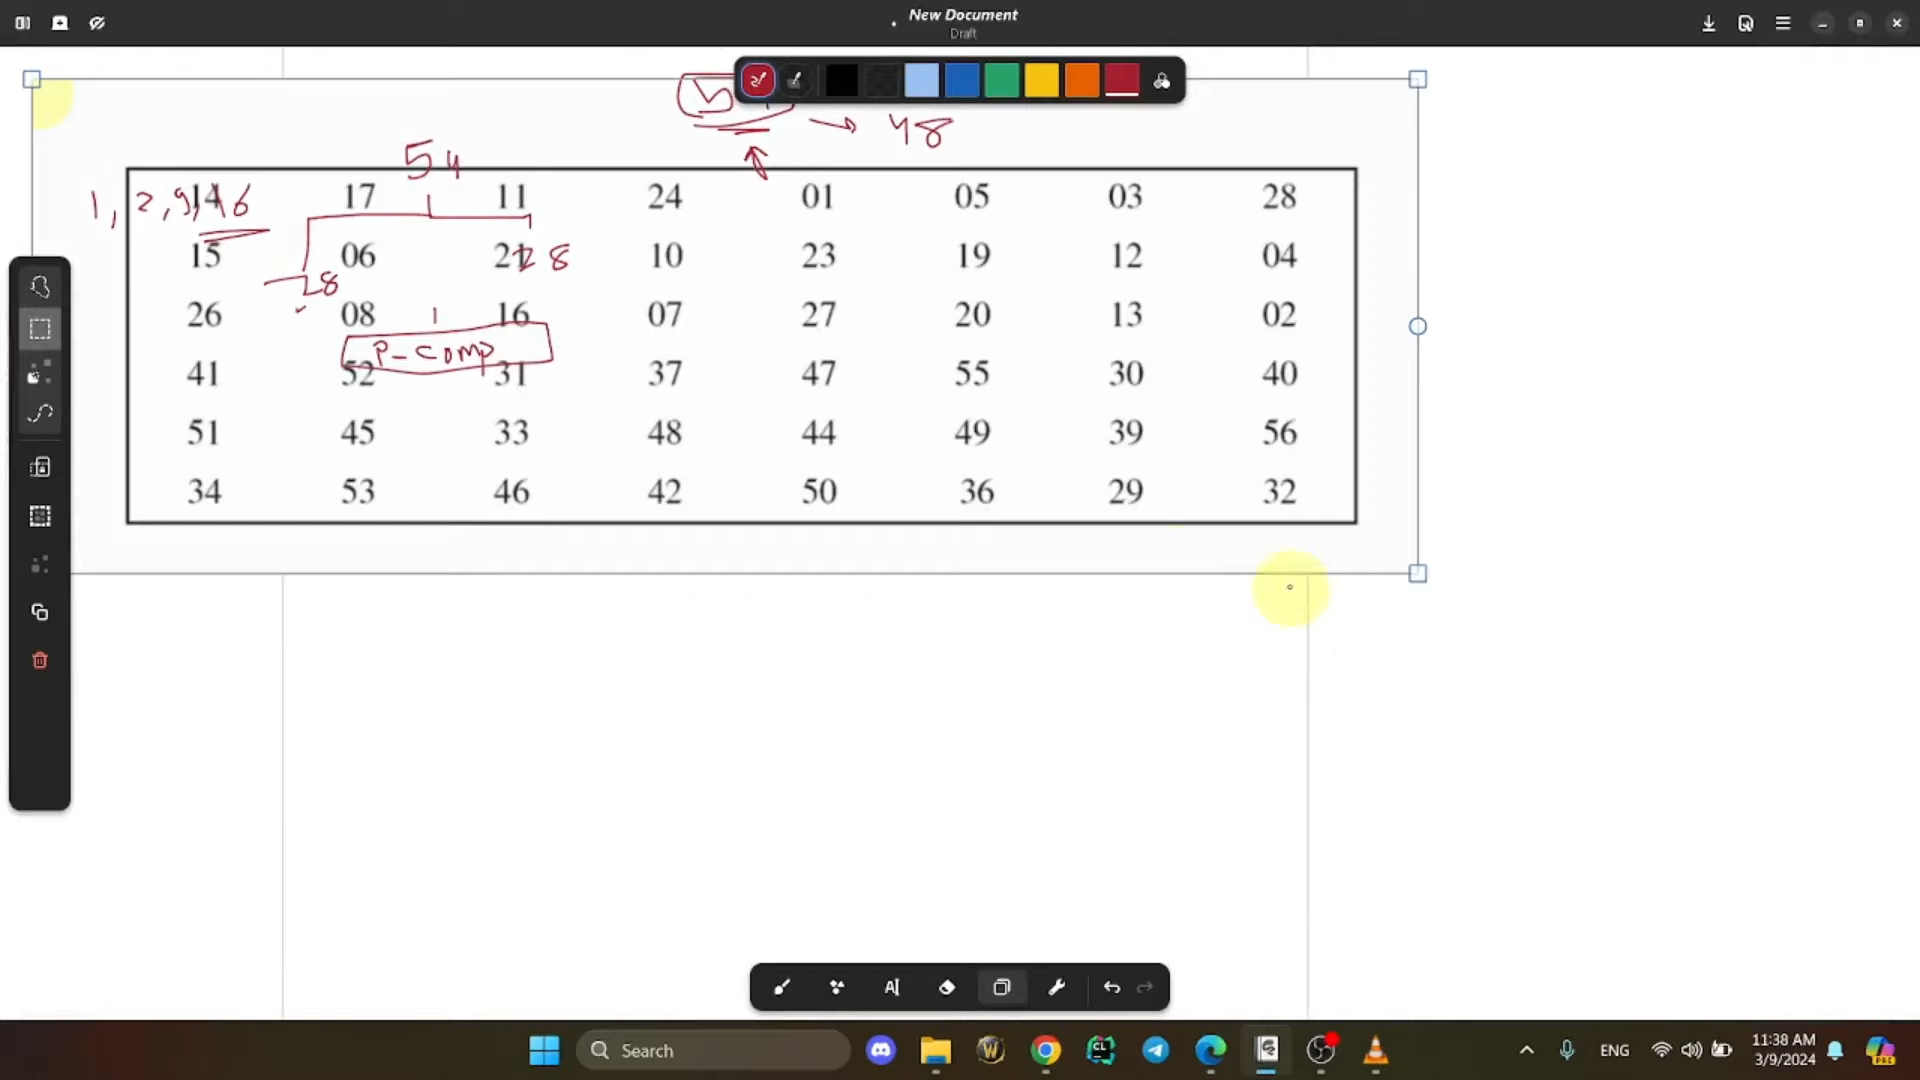 New Document
Draft
→ 48
54
14 17 11 24 01 05 03 28
1, 2, 9, 16
15 06 21 10 23 19 12 04
28
28
26 08 16 07 27 20 13 02
P-Comp
41 52 31 37 47 55 30 40
51 45 33 48 44 49 39 56
34 53 46 42 50 36 29 32
Search
ENG
11:38 AM
3/9/2024